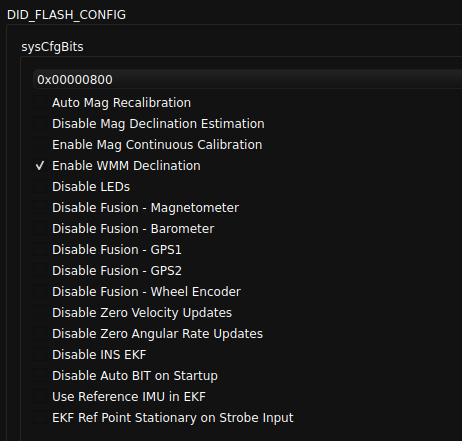 DID_FLASH_CONFIG
sysCfgBits
0x00000800
Auto Mag Recalibration
Disable Mag Declination Estimation
Enable Mag Continuous Calibration
✓ Enable WMM Declination
Disable LEDs
Disable Fusion - Magnetometer
Disable Fusion - Barometer
Disable Fusion - GPS1
Disable Fusion - GPS2
Disable Fusion - Wheel Encoder
Disable Zero Velocity Updates
Disable Zero Angular Rate Updates
Disable INS EKF
Disable Auto BIT on Startup
Use Reference IMU in EKF
EKF Ref Point Stationary on Strobe Input